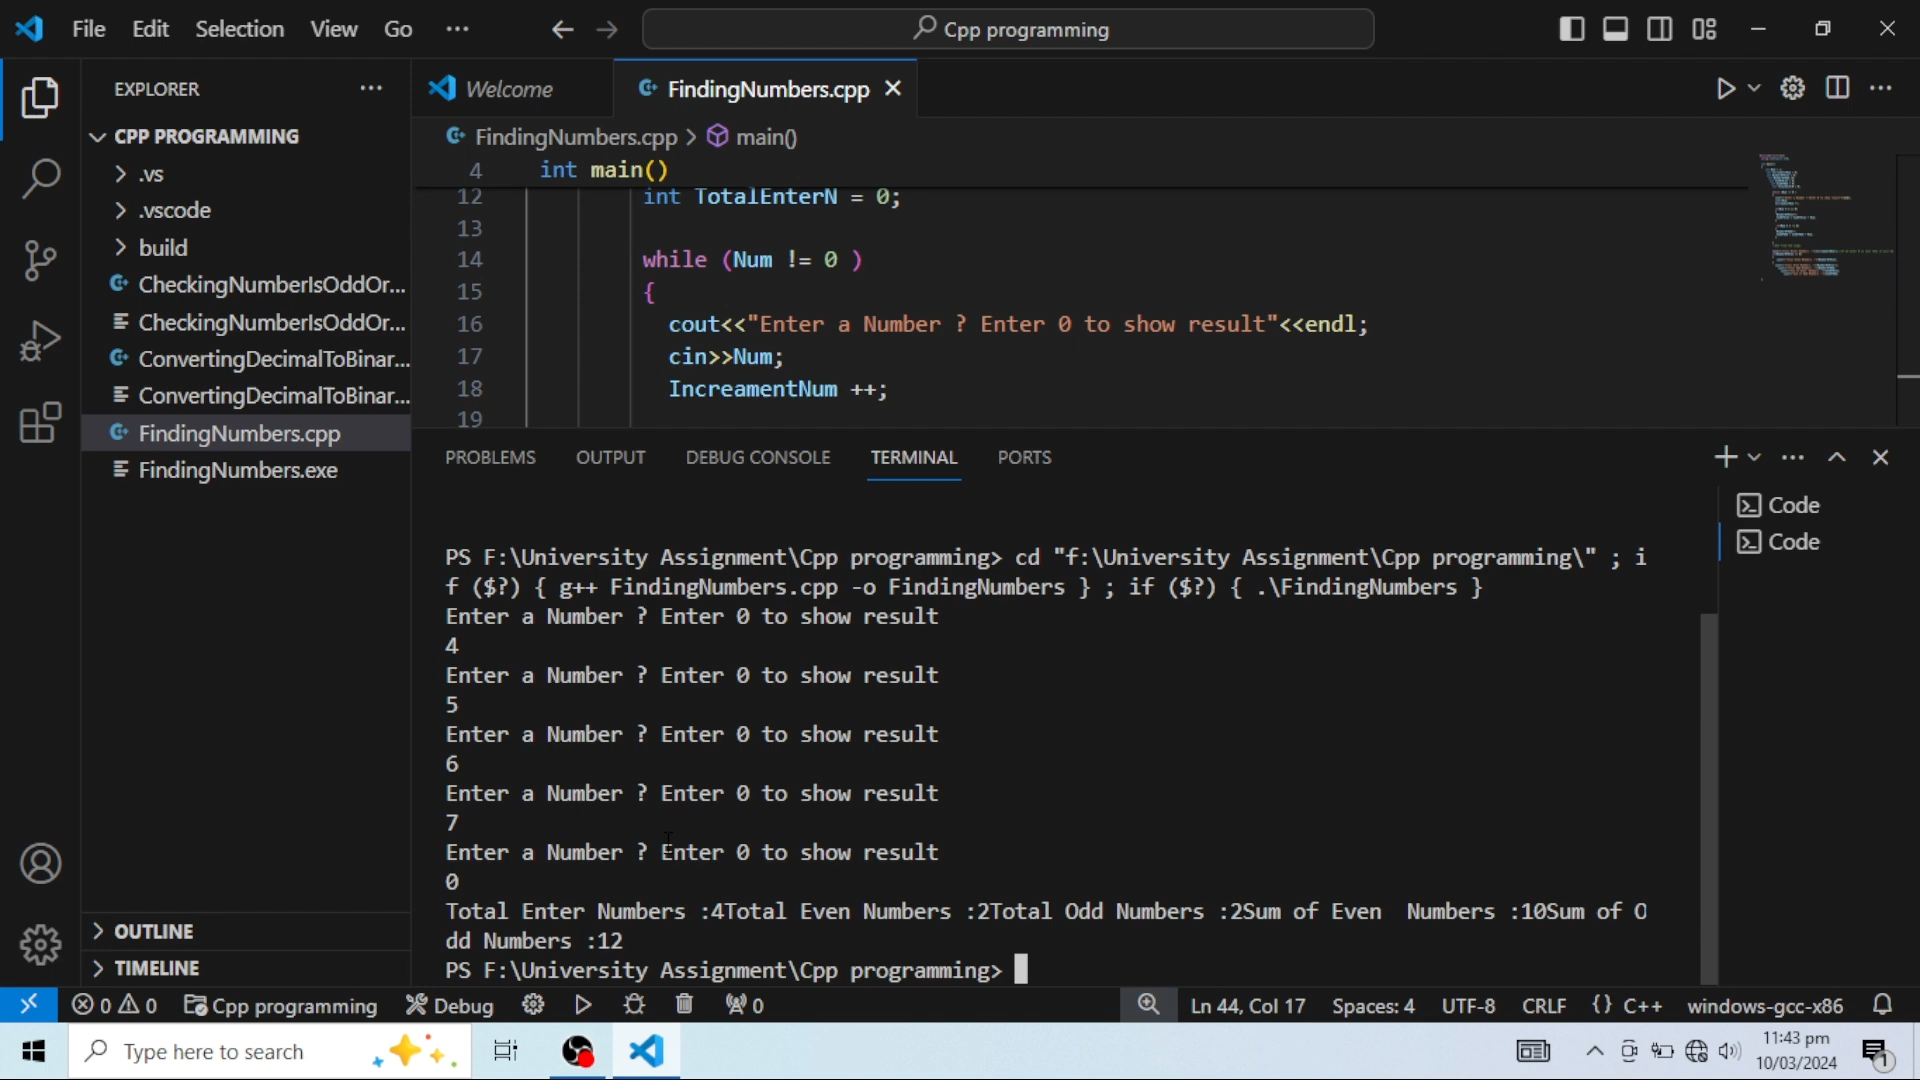 File Edit Selection View Go ···
Cpp programming
EXPLORER ···
Welcome
FindingNumbers.cpp
CPP PROGRAMMING
.vs
.vscode
build
CheckingNumberIsOddOr...
CheckingNumberIsOddOr...
ConvertingDecimalToBinar...
ConvertingDecimalToBinar...
FindingNumbers.cpp
FindingNumbers.exe
OUTLINE
TIMELINE
FindingNumbers.cpp > main()
4 int main()
12 int TotalEnterN = 0;
13
14 while (Num != 0 )
15 {
16 cout<<"Enter a Number ? Enter 0 to show result"<<endl;
17 cin>>Num;
18 IncreamentNum ++;
19
PROBLEMS OUTPUT DEBUG CONSOLE TERMINAL PORTS
Code
Code
PS F:\University Assignment\Cpp programming> cd "f:\University Assignment\Cpp programming\" ; i
f ($?) { g++ FindingNumbers.cpp -o FindingNumbers } ; if ($?) { .\FindingNumbers }
Enter a Number ? Enter 0 to show result
4
Enter a Number ? Enter 0 to show result
5
Enter a Number ? Enter 0 to show result
6
Enter a Number ? Enter 0 to show result
7
Enter a Number ? Enter 0 to show result
0
Total Enter Numbers :4Total Even Numbers :2Total Odd Numbers :2Sum of Even  Numbers :10Sum of O
dd Numbers :12
PS F:\University Assignment\Cpp programming>
0 0 Cpp programming Debug 0 Ln 44, Col 17 Spaces: 4 UTF-8 CRLF {} C++ windows-gcc-x86
Type here to search
11:43 pm
10/03/2024
1